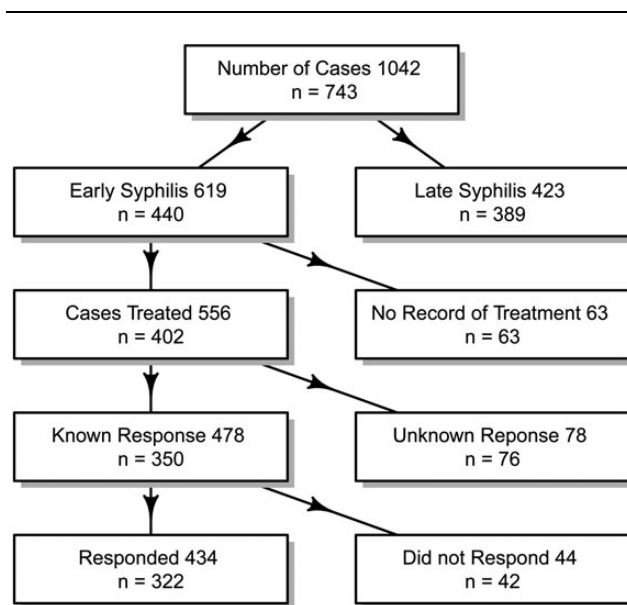 Number of Cases 1042
n = 743
Early Syphilis 619
n = 440
Late Syphilis 423
n = 389
Cases Treated 556
n = 402
No Record of Treatment 63
n = 63
Known Response 478
n = 350
Unknown Reponse 78
n = 76
Responded 434
n = 322
Did not Respond 44
n = 42